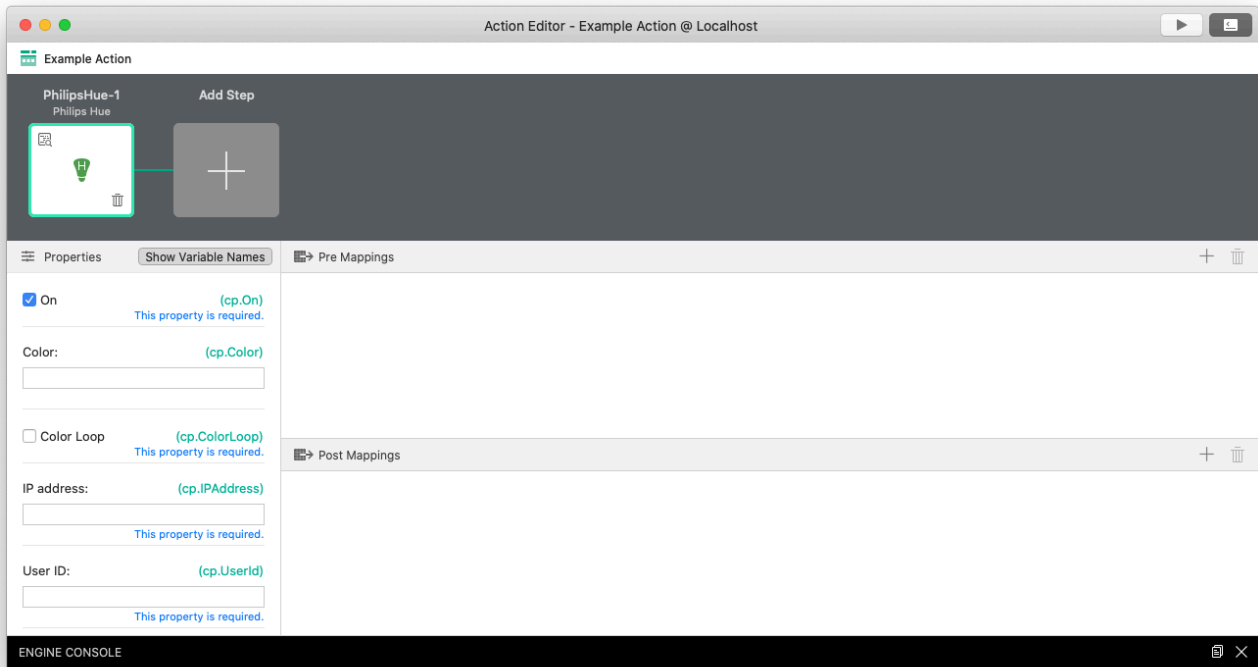 Action Editor - Example Action @ Localhost
Example Action
PhilipsHue-1
Philips Hue
Add Step
H
Properties
Show Variable Names
Pre Mappings
On
(cp.On)
This property is required.
Color:
(cp.Color)
Color Loop
(cp.ColorLoop)
This property is required.
Post Mappings
IP address:
(cp.IPAddress)
This property is required.
User ID:
(cp.UserId)
This property is required.
ENGINE CONSOLE